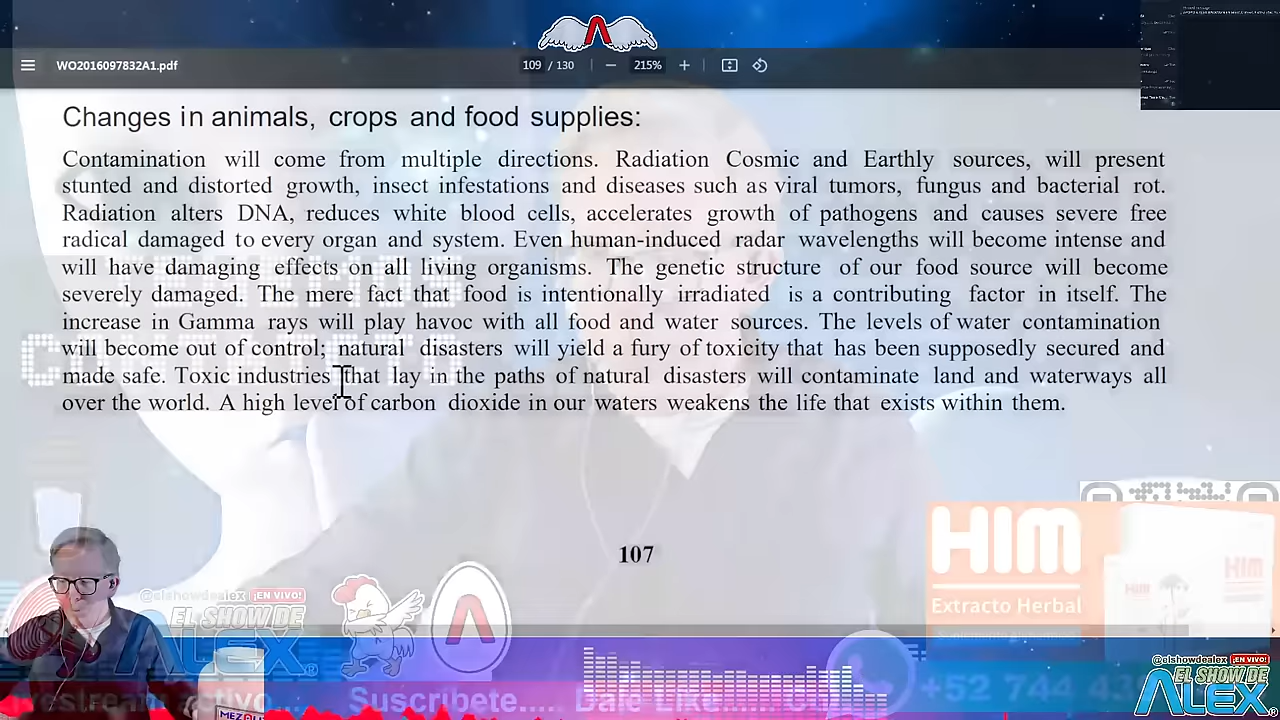 WO2016097832A1.pdf
109 / 130
215%
Changes in animals, crops and food supplies:
Contamination will come from multiple directions. Radiation Cosmic and Earthly sources, will present
stunted and distorted growth, insect infestations and diseases such as viral tumors, fungus and bacterial rot.
Radiation alters DNA, reduces white blood cells, accelerates growth of pathogens and causes severe free
radical damaged to every organ and system. Even human-induced radar wavelengths will become intense and
will have damaging effects on all living organisms. The genetic structure of our food source will become
severely damaged. The mere fact that food is intentionally irradiated is a contributing factor in itself. The
increase in Gamma rays will play havoc with all food and water sources. The levels of water contamination
will become out of control; natural disasters will yield a fury of toxicity that has been supposedly secured and
made safe. Toxic industries that lay in the paths of natural disasters will contaminate land and waterways all
over the world. A high level of carbon dioxide in our waters weakens the life that exists within them.
107
HIM
Extracto Herbal
HIM
@elshowdealex ¡EN VIVO!
EL SHOW DE
ALEX®
Suscribete.... Dale Like....
@elshowdealex ¡EN VIVO!
EL SHOW DE
ALEX